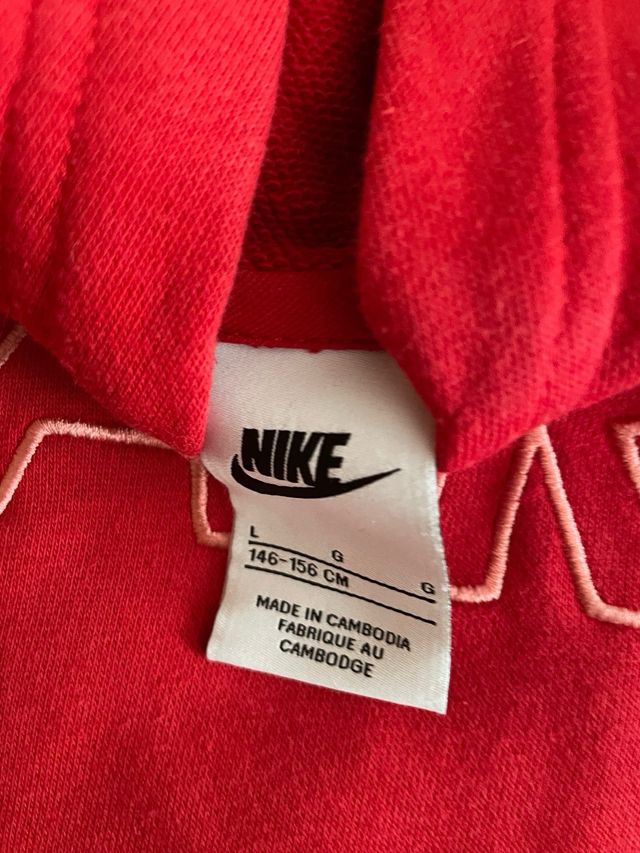 NIKE
L G G
146-156 CM
MADE IN CAMBODIA
FABRIQUE AU
CAMBODGE